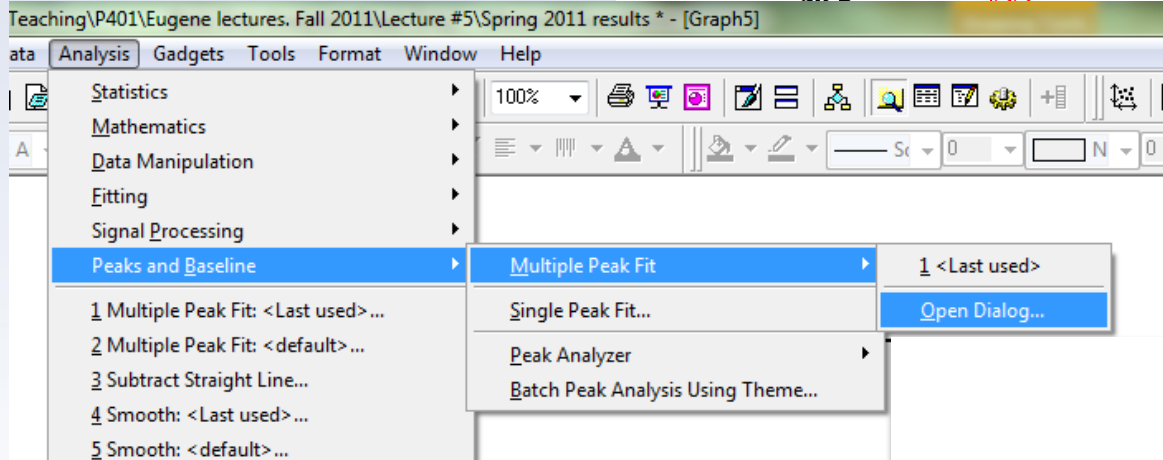 Teaching\P401\Eugene lectures. Fall 2011\Lecture #5\Spring 2011 results * - [Graph5]
ata Analysis Gadgets Tools Format Window Help
Statistics
100%
Mathematics
A
Sc 0 N 0
Data Manipulation
Fitting
Signal Processing
Peaks and Baseline
Multiple Peak Fit
1 <Last used>
1 Multiple Peak Fit: <Last used>...
Single Peak Fit...
Open Dialog...
2 Multiple Peak Fit: <default>...
Peak Analyzer
3 Subtract Straight Line...
Batch Peak Analysis Using Theme...
4 Smooth: <Last used>...
5 Smooth: <default>...